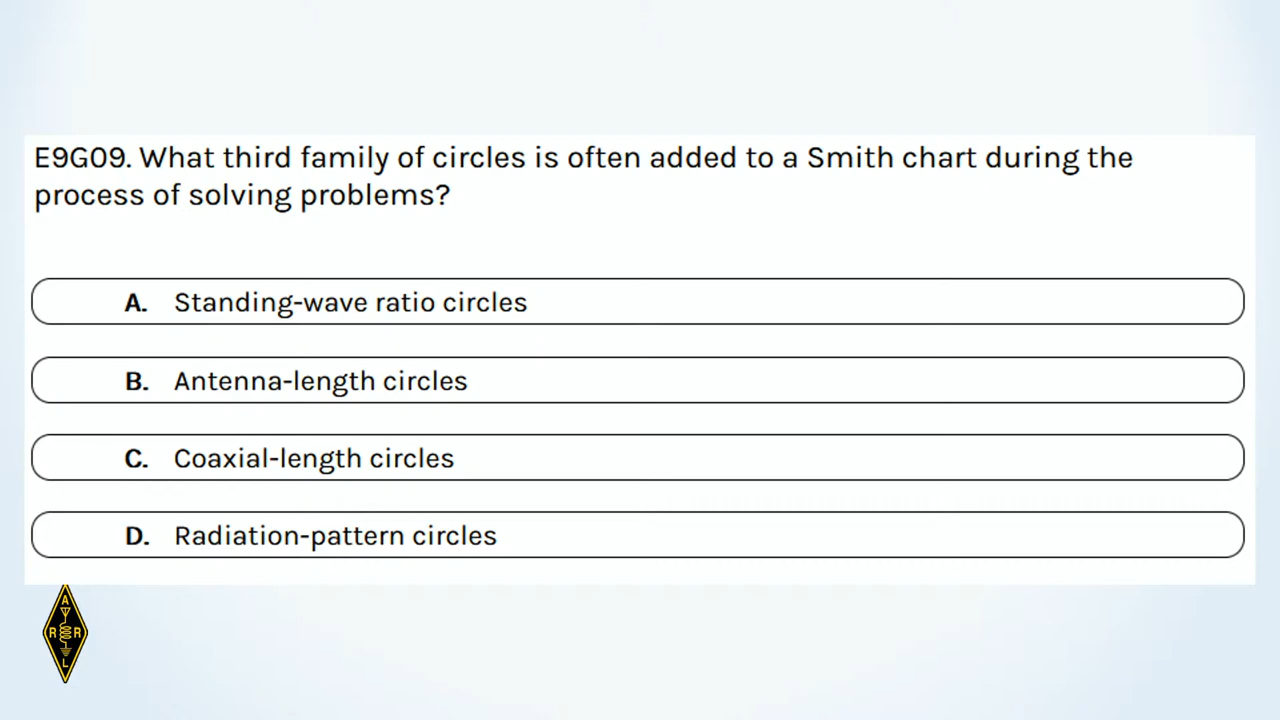 E9G09. What third family of circles is often added to a Smith chart during the
process of solving problems?
A. Standing-wave ratio circles
B. Antenna-length circles
C. Coaxial-length circles
D. Radiation-pattern circles
A
R R
L